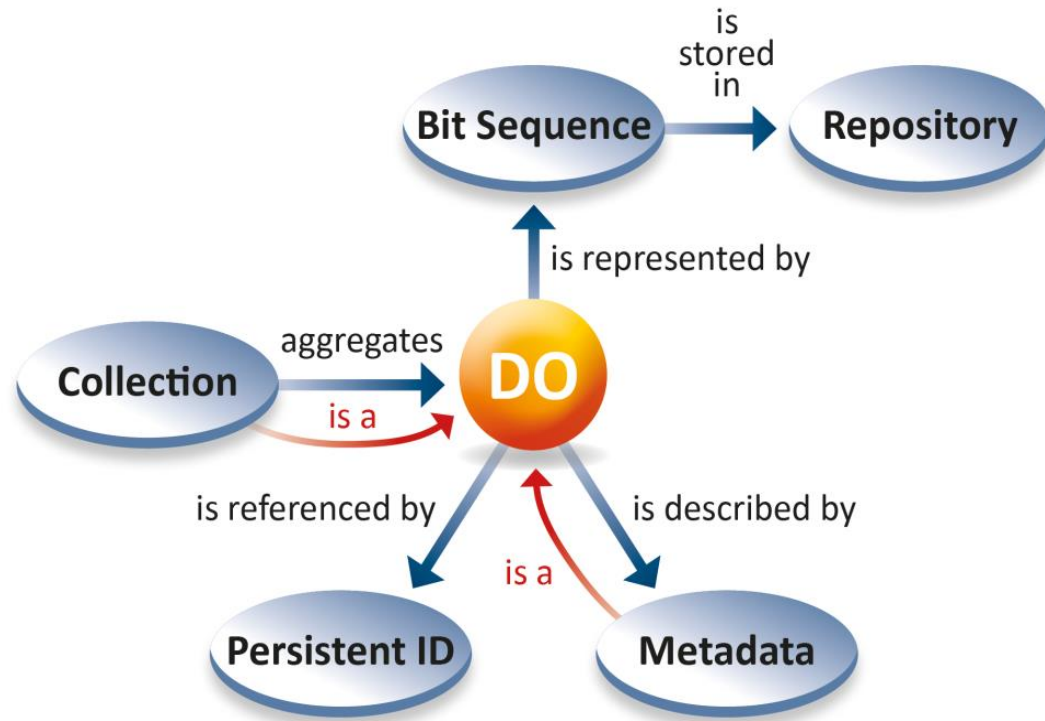 is
stored
in
Bit Sequence
Repository
is represented by
aggregates
Collection
DO
is a
is referenced by
is described by
is a
Persistent ID
Metadata